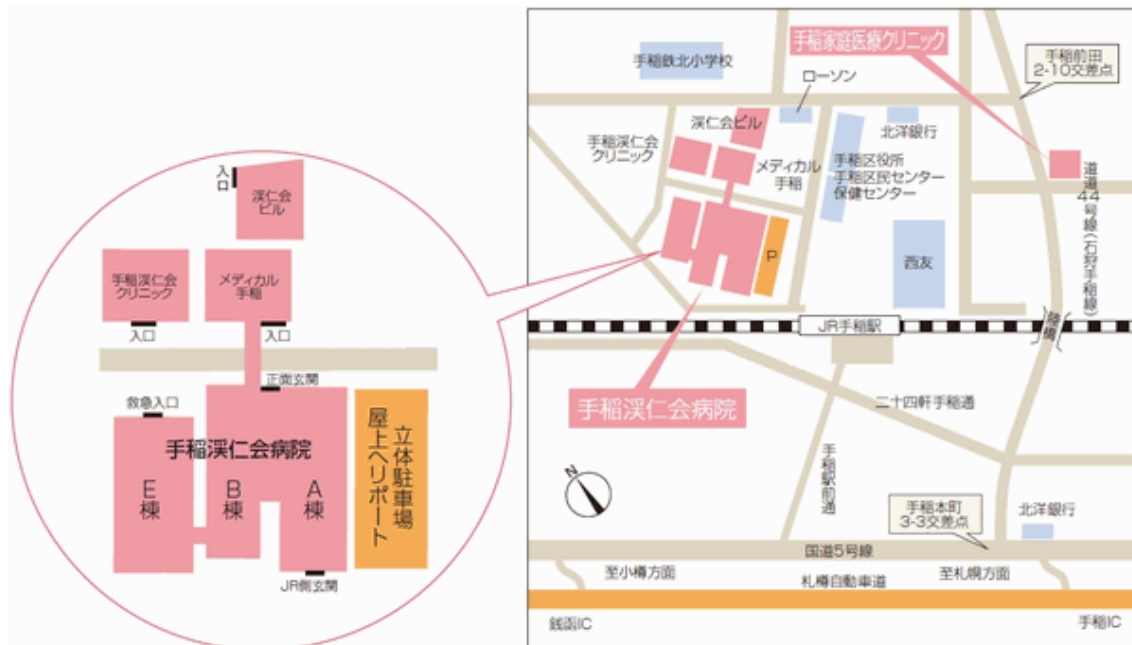 入口
渓仁会
ビル
手稲渓仁会
クリニック
メディカル
手稲
入口
入口
正面玄関
救急入口
手稲渓仁会病院
E棟
B棟
A棟
立体駐車場
屋上ヘリポート
JR側玄関
手稲家庭医療クリニック
手稲鉄北小学校
ローソン
手稲前田
2-10交差点
渓仁会ビル
北洋銀行
手稲渓仁会
クリニック
メディカル
手稲
手稲区役所
手稲区民センター
保健センター
道道44号線(石狩手稲線)
P
西友
JR手稲駅
陸橋
手稲渓仁会病院
二十四軒手稲通
N
手稲駅前通
手稲本町
3-3交差点
北洋銀行
国道5号線
至小樽方面
札樽自動車道
至札幌方面
銭函IC
手稲IC